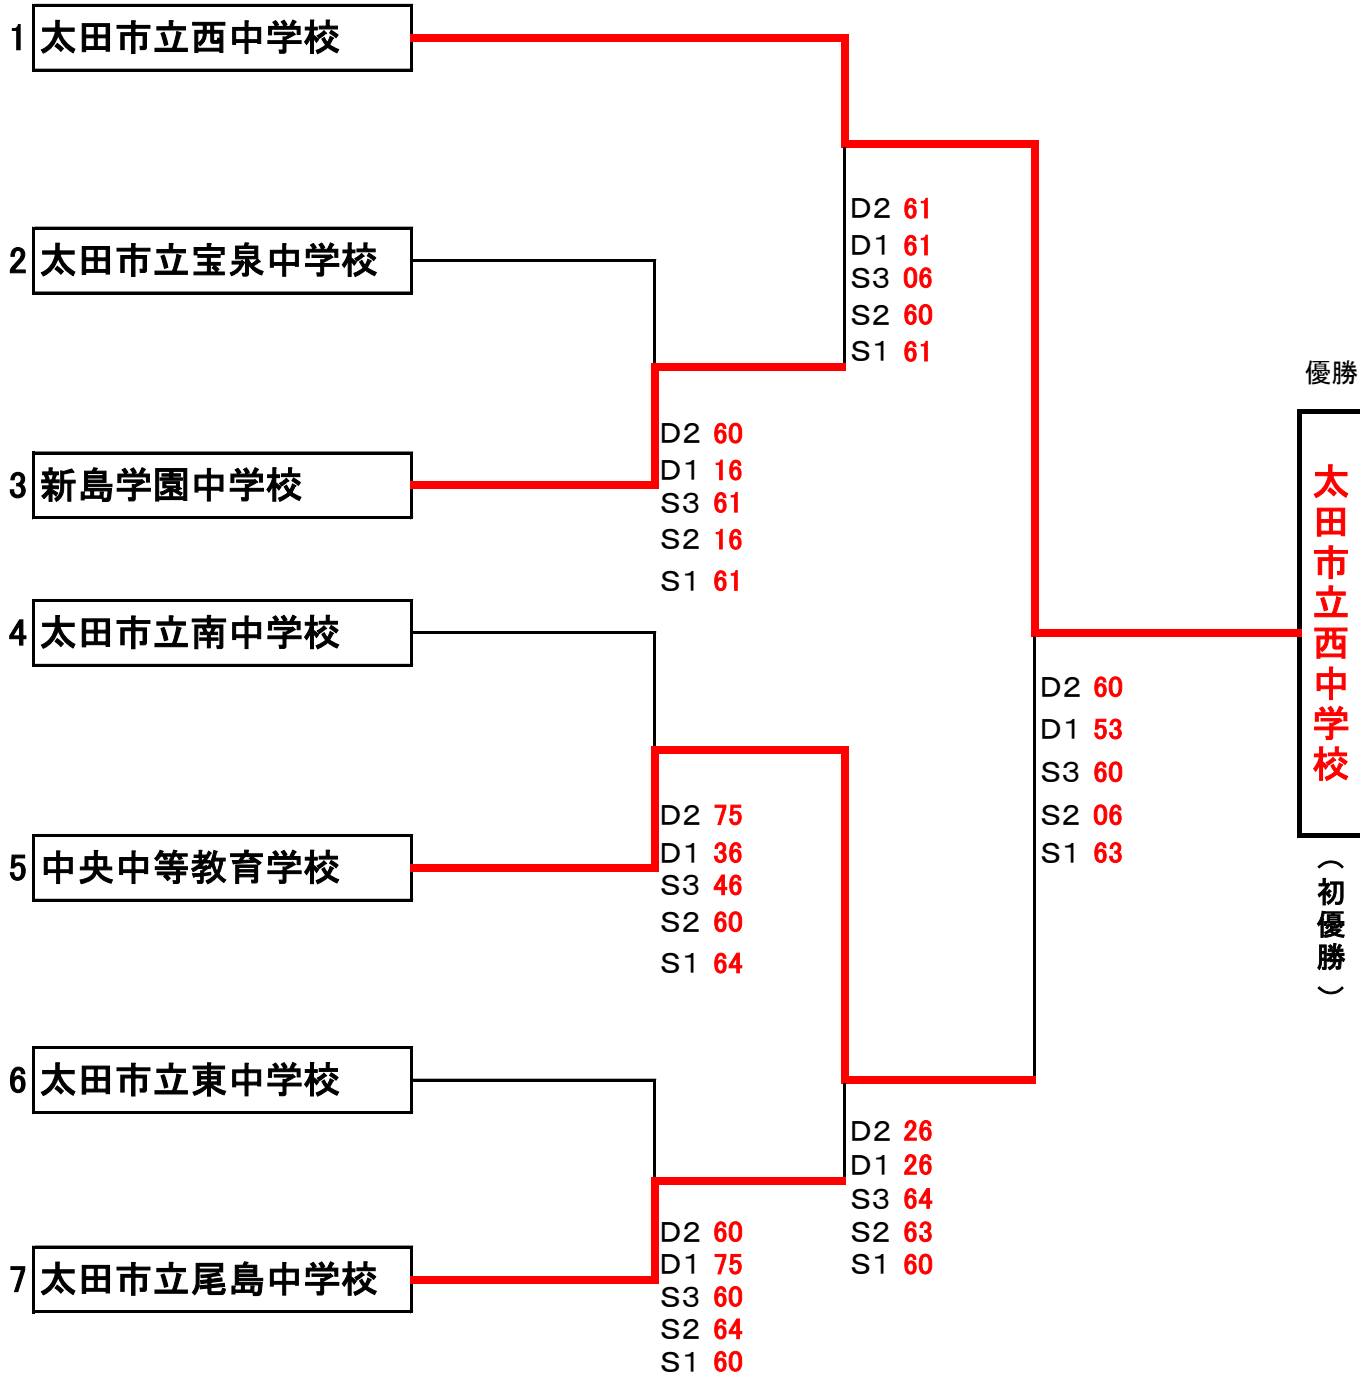 1 太田市立西中学校
2 太田市立宝泉中学校
3 新島学園中学校
4 太田市立南中学校
5 中央中等教育学校
6 太田市立東中学校
7 太田市立尾島中学校
D2 60
D1 16
S3 61
S2 16
S1 61
D2 75
D1 36
S3 46
S2 60
S1 64
D2 60
D1 75
S3 60
S2 64
S1 60
D2 61
D1 61
S3 06
S2 60
S1 61
D2 26
D1 26
S3 64
S2 63
S1 60
D2 60
D1 53
S3 60
S2 06
S1 63
優勝
太田市立西中学校
（初優勝）